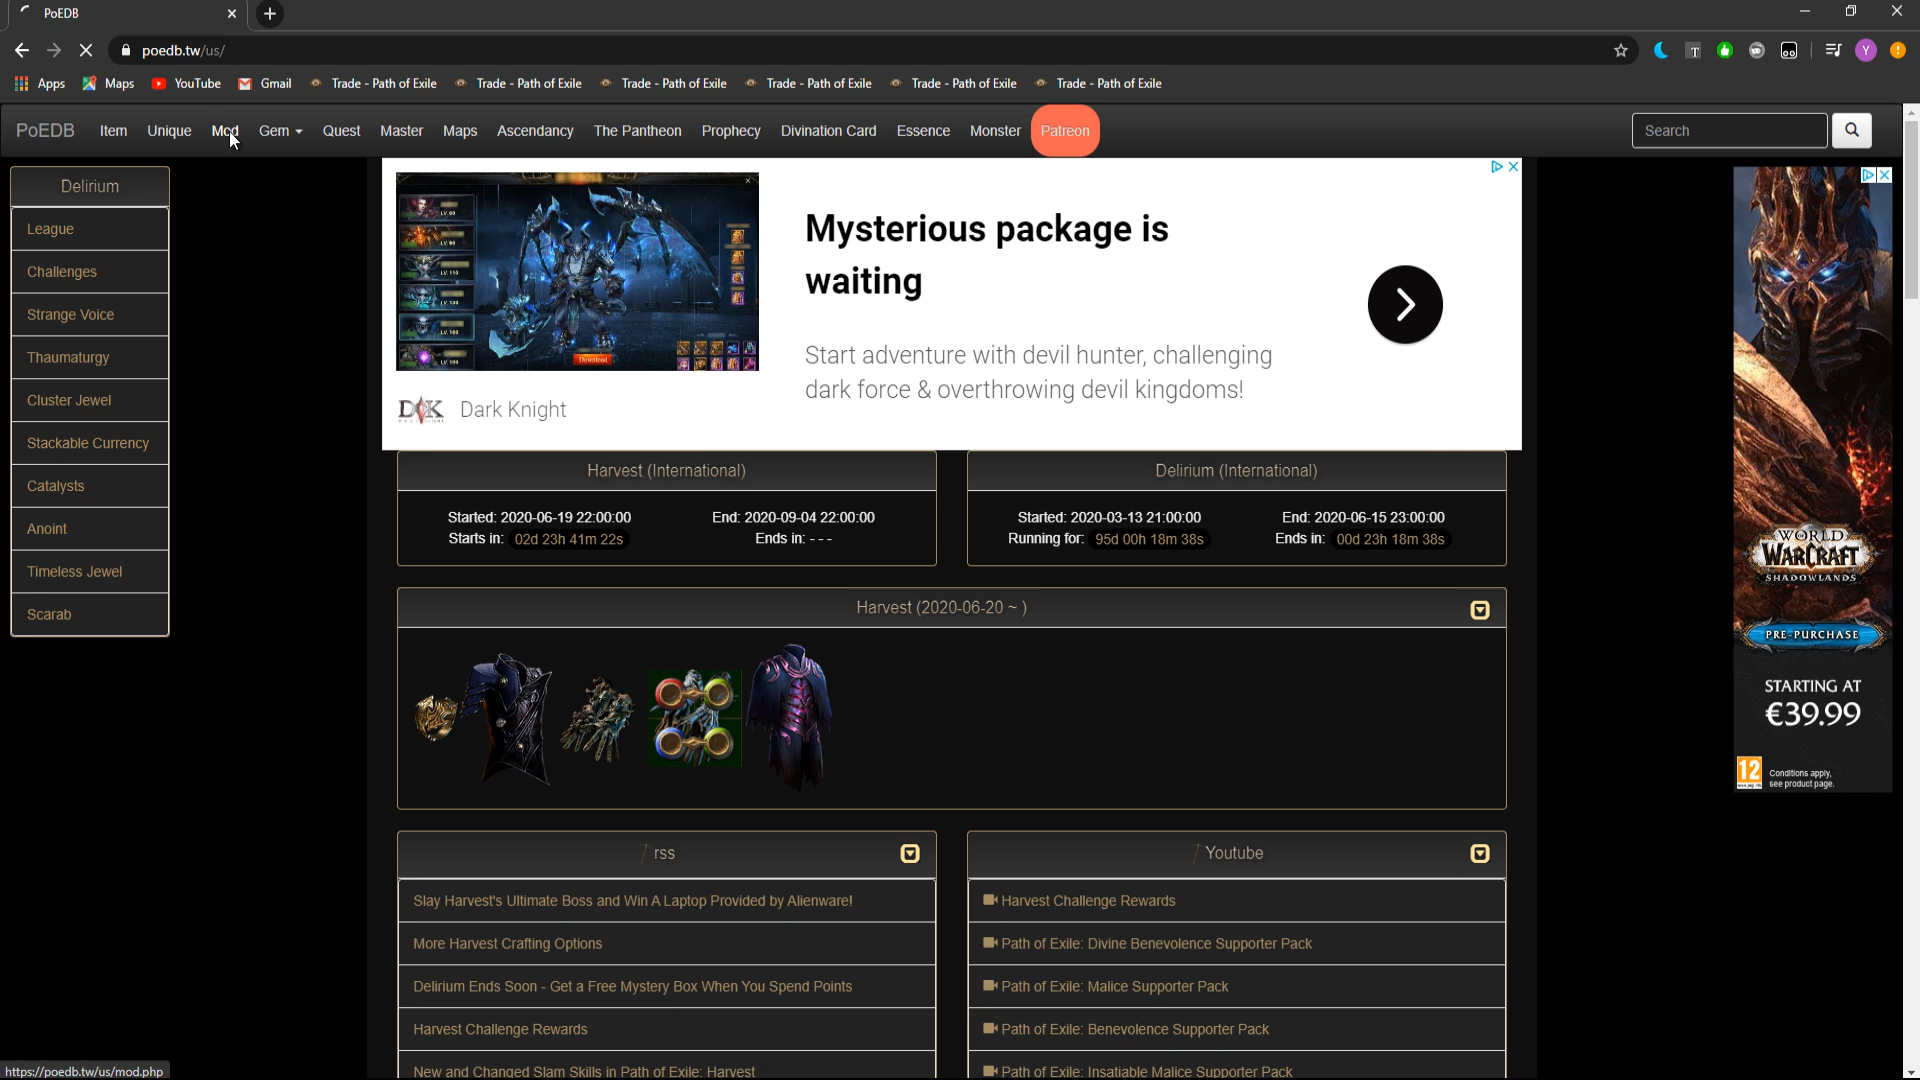 PoEDB
poedb.tw/us/
Y
Apps Maps YouTube Gmail Trade - Path of Exile Trade - Path of Exile Trade - Path of Exile Trade - Path of Exile Trade - Path of Exile Trade - Path of Exile
PoEDB Item Unique Mod Gem Quest Master Maps Ascendancy The Pantheon Prophecy Divination Card Essence Monster Patreon Search
Delirium
League
Challenges
Strange Voice
Thaumaturgy
Cluster Jewel
Stackable Currency
Catalysts
Anoint
Timeless Jewel
Scarab
Mysterious package is
waiting
Start adventure with devil hunter, challenging
dark force & overthrowing devil kingdoms!
Download
Dark Knight
Harvest (International)
Started: 2020-06-19 22:00:00 End: 2020-09-04 22:00:00
Starts in: 02d 23h 41m 22s Ends in: - - -
Delirium (International)
Started: 2020-03-13 21:00:00 End: 2020-06-15 23:00:00
Running for: 95d 00h 18m 38s Ends in: 00d 23h 18m 38s
Harvest (2020-06-20 ~ )
/ rss
Slay Harvest's Ultimate Boss and Win A Laptop Provided by Alienware!
More Harvest Crafting Options
Delirium Ends Soon - Get a Free Mystery Box When You Spend Points
Harvest Challenge Rewards
New and Changed Slam Skills in Path of Exile: Harvest
/ Youtube
Harvest Challenge Rewards
Path of Exile: Divine Benevolence Supporter Pack
Path of Exile: Malice Supporter Pack
Path of Exile: Benevolence Supporter Pack
Path of Exile: Insatiable Malice Supporter Pack
WORLD
WARCRAFT
SHADOWLANDS
PRE-PURCHASE
STARTING AT
€39.99
12
Conditions apply,
see product page.
https://poedb.tw/us/mod.php